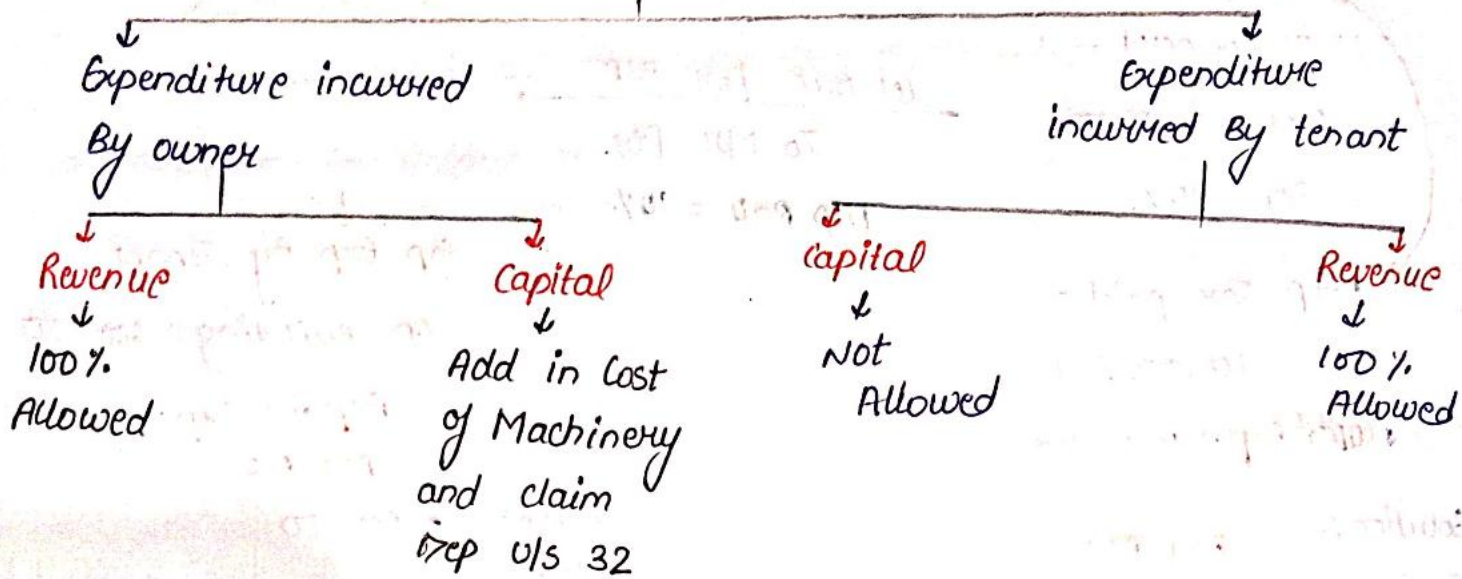 Expenditure incurred
By owner
Expenditure
incurred By tenant
Revenue
100%.
Allowed
Capital
Add in Cost
of Machinery
and claim
Dep U/S 32
Capital
Not
Allowed
Revenue
100%.
Allowed